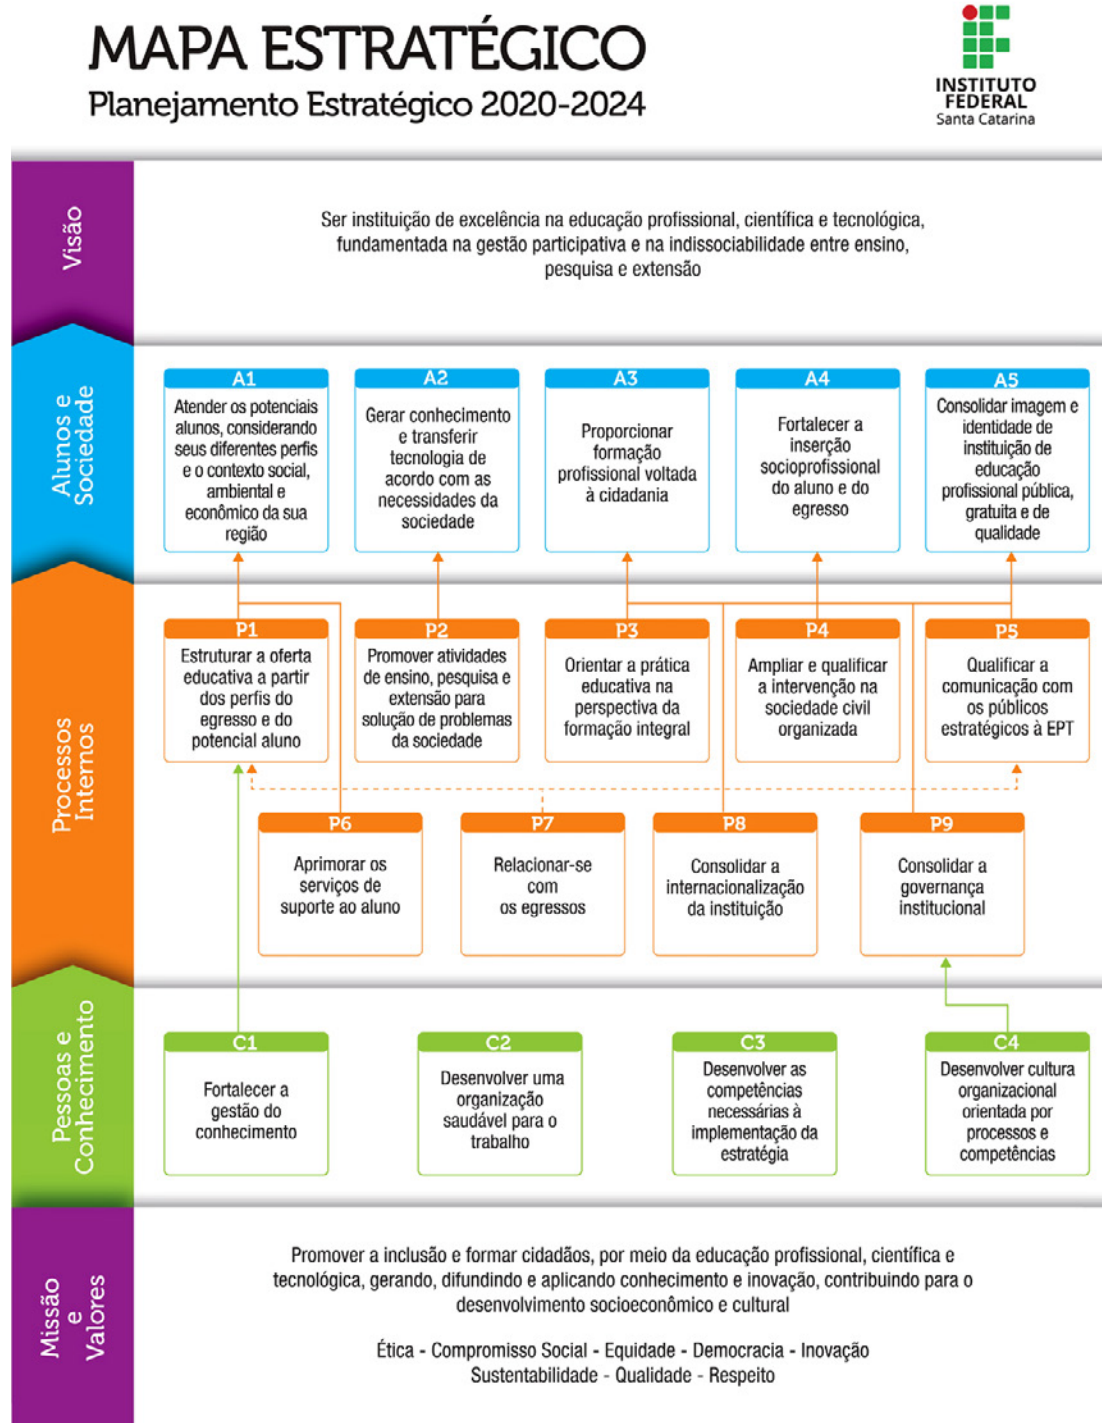 MAPA ESTRATÉGICO
Planejamento Estratégico 2020-2024
INSTITUTO
FEDERAL
Santa Catarina
Visão
Ser instituição de excelência na educação profissional, científica e tecnológica,
fundamentada na gestão participativa e na indissociabilidade entre ensino,
pesquisa e extensão
Alunos e
Sociedade
A1
Atender os potenciais
alunos, considerando
seus diferentes perfis
e o contexto social,
ambiental e
econômico da sua
região
A2
Gerar conhecimento
e transferir
tecnologia de
acordo com as
necessidades da
sociedade
A3
Proporcionar
formação
profissional voltada
à cidadania
A4
Fortalecer a
inserção
socioprofissional
do aluno e do
egresso
A5
Consolidar imagem e
identidade de
instituição de
educação
profissional pública,
gratuita e de
qualidade
Processos
Internos
P1
Estruturar a oferta
educativa a partir
dos perfis do
egresso e do
potencial aluno
P2
Promover atividades
de ensino, pesquisa e
extensão para
solução de problemas
da sociedade
P3
Orientar a prática
educativa na
perspectiva da
formação integral
P4
Ampliar e qualificar
a intervenção na
sociedade civil
organizada
P5
Qualificar a
comunicação com
os públicos
estratégicos à EPT
P6
Aprimorar os
serviços de
suporte ao aluno
P7
Relacionar-se
com
os egressos
P8
Consolidar a
internacionalização
da instituição
P9
Consolidar a
governança
institucional
Pessoas e
Conhecimento
C1
Fortalecer a
gestão do
conhecimento
C2
Desenvolver uma
organização
saudável para o
trabalho
C3
Desenvolver as
competências
necessárias à
implementação da
estratégia
C4
Desenvolver cultura
organizacional
orientada por
processos e
competências
Missão
e
Valores
Promover a inclusão e formar cidadãos, por meio da educação profissional, científica e
tecnológica, gerando, difundindo e aplicando conhecimento e inovação, contribuindo para o
desenvolvimento socioeconômico e cultural
Ética - Compromisso Social - Equidade - Democracia - Inovação
Sustentabilidade - Qualidade - Respeito